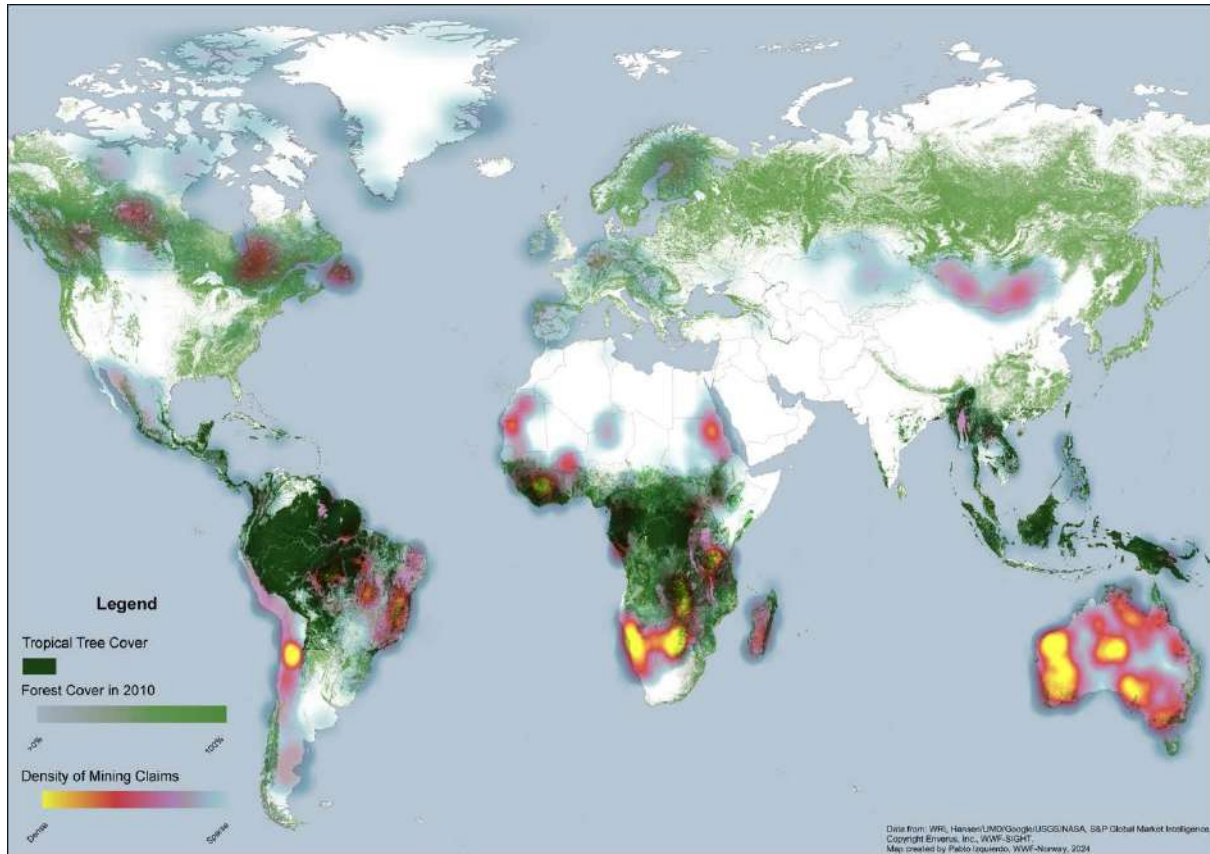 Legend
Tropical Tree Cover
Forest Cover in 2010
>0% 100%
Density of Mining Claims
Dense Sparse
Data from: WRI, Hansen/UMD/Google/USGS/NASA, S&P Global Market Intelligence.
Copyright Enverus, Inc., WWF-SIGHT.
Map created by Pablo Izquierdo, WWF-Norway, 2024